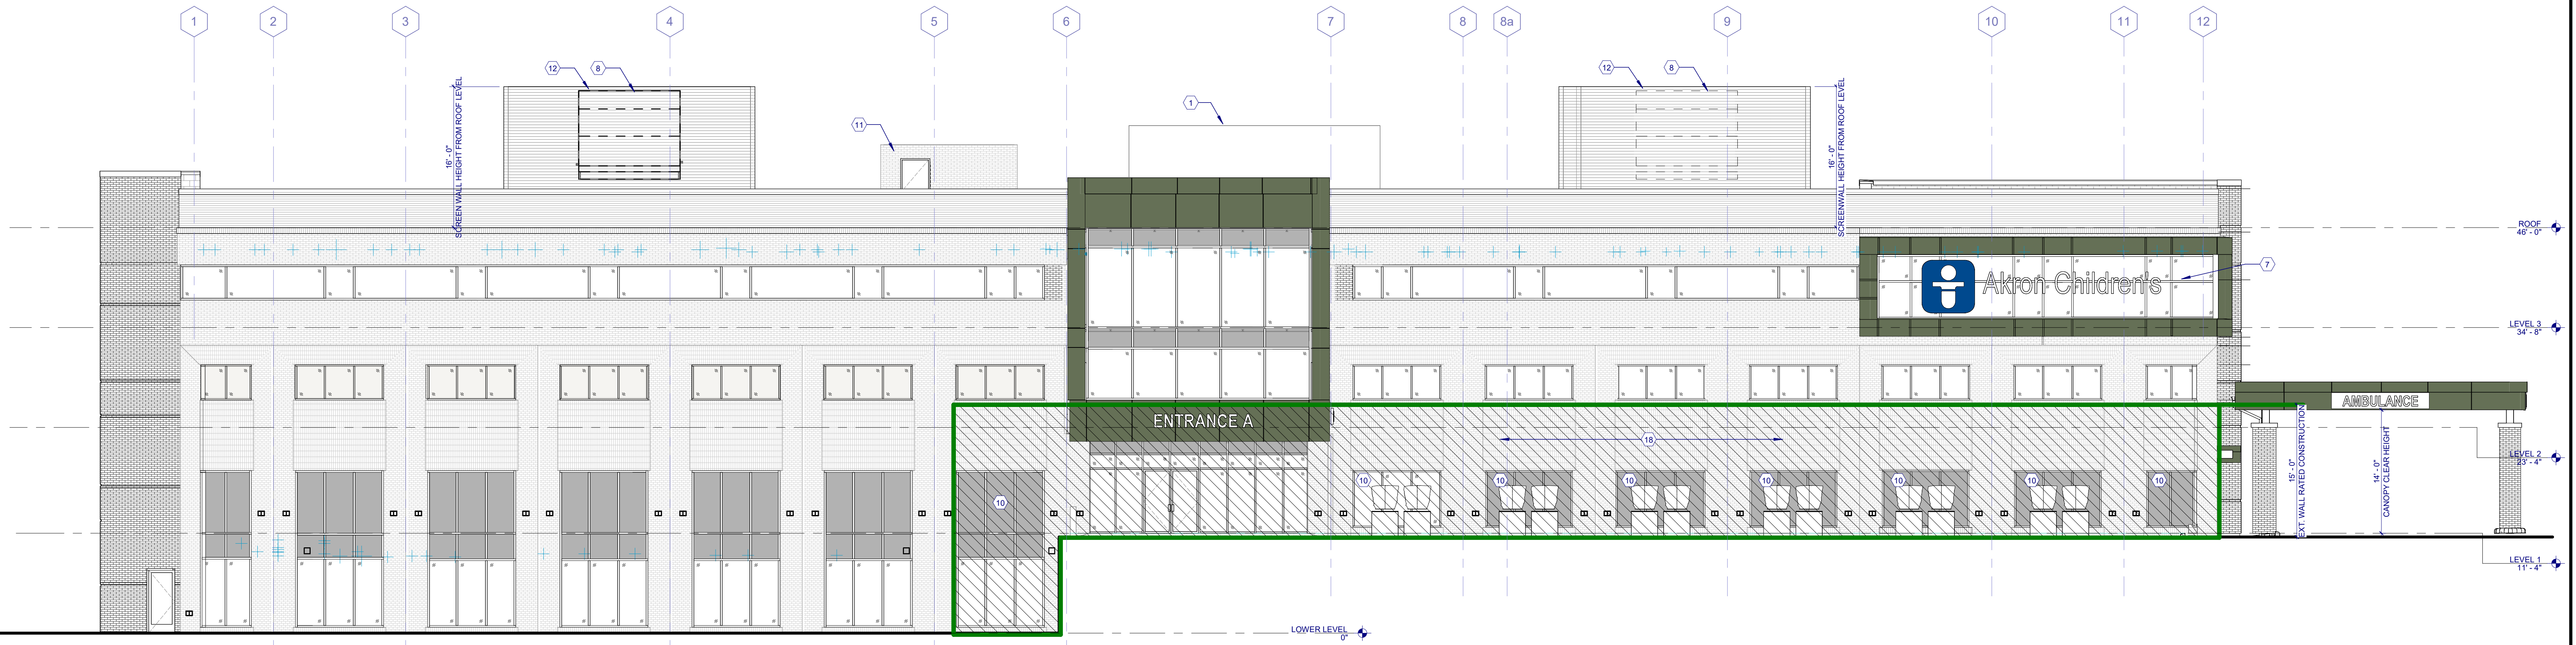 1 2 3 4 5 6 7 8 8a 9 10 11 12
12 8
12 8
1
11
16' - 0"
SCREEN WALL HEIGHT FROM ROOF LEVEL
16' - 0"
SCREENWALL HEIGHT FROM ROOF LEVEL
ROOF
46' - 0"
7
Akron Children's
LEVEL 3
34' - 8"
AMBULANCE
ENTRANCE A
18
15' - 0"
EXT. WALL RATED CONSTRUCTION
14' - 0"
CANOPY CLEAR HEIGHT
LEVEL 2
23' - 4"
10 10 10 10 10 10 10 10
LEVEL 1
11' - 4"
LOWER LEVEL
0"